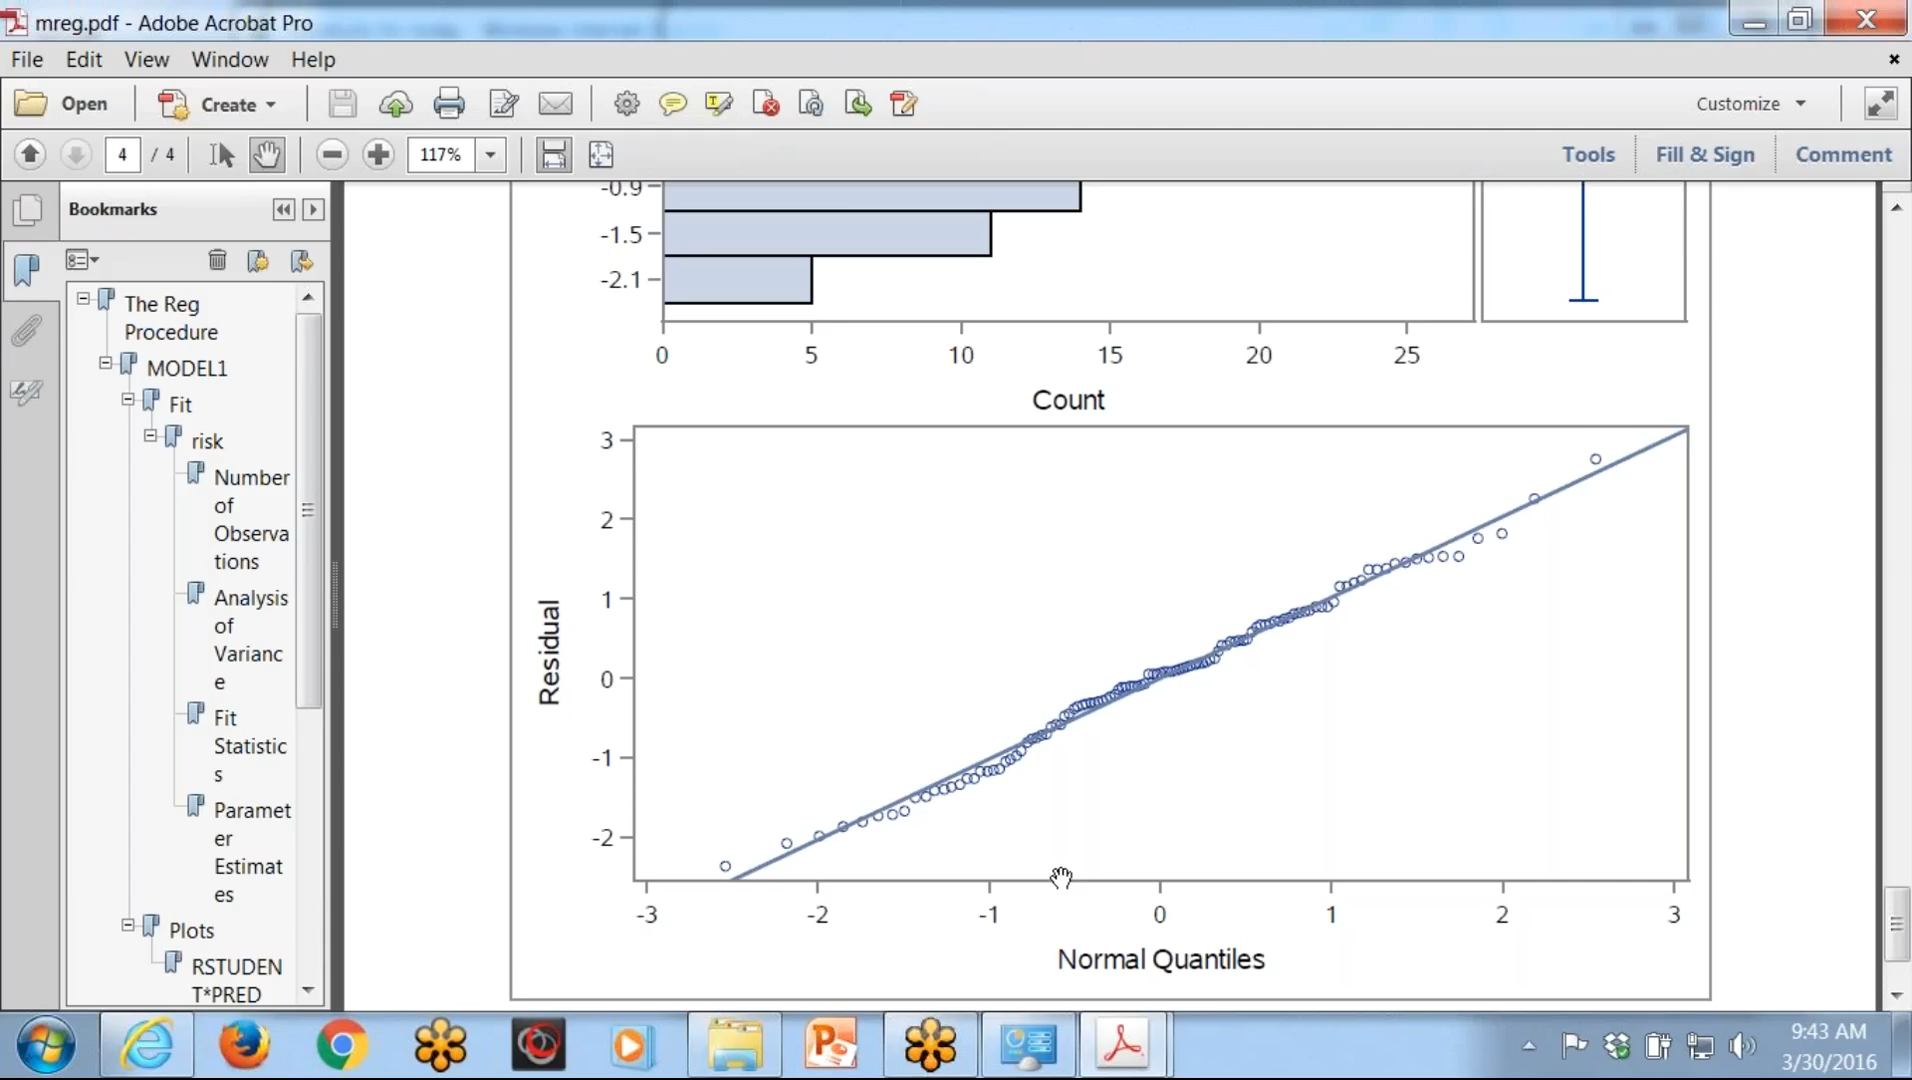 mreg.pdf - Adobe Acrobat Pro
File Edit View Window Help
Open Create Customize
4 / 4 117% Tools Fill & Sign Comment
Bookmarks
The Reg
Procedure
MODEL1
Fit
risk
Number
of
Observa
tions
Analysis
of
Varianc
e
Fit
Statistic
s
Paramet
er
Estimat
es
Plots
RSTUDEN
T*PRED
-0.9
-1.5
-2.1
0 5 10 15 20 25
Count
3
2
1
0
-1
-2
Residual
-3 -2 -1 0 1 2 3
Normal Quantiles
9:43 AM
3/30/2016